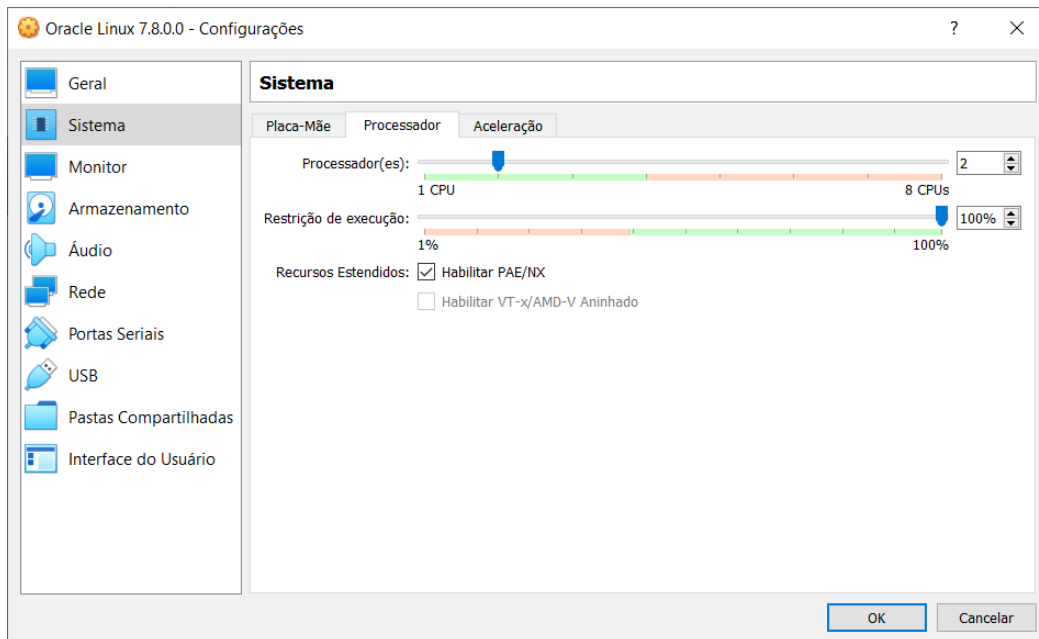 Oracle Linux 7.8.0.0 - Configurações
?
Geral
Sistema
Monitor
Armazenamento
Áudio
Rede
Portas Seriais
USB
Pastas Compartilhadas
Interface do Usuário
Sistema
Placa-Mãe Processador Aceleração
Processador(es): 2
1 CPU 8 CPUs
Restrição de execução: 100%
1% 100%
Recursos Estendidos: Habilitar PAE/NX
Habilitar VT-x/AMD-V Aninhado
OK Cancelar